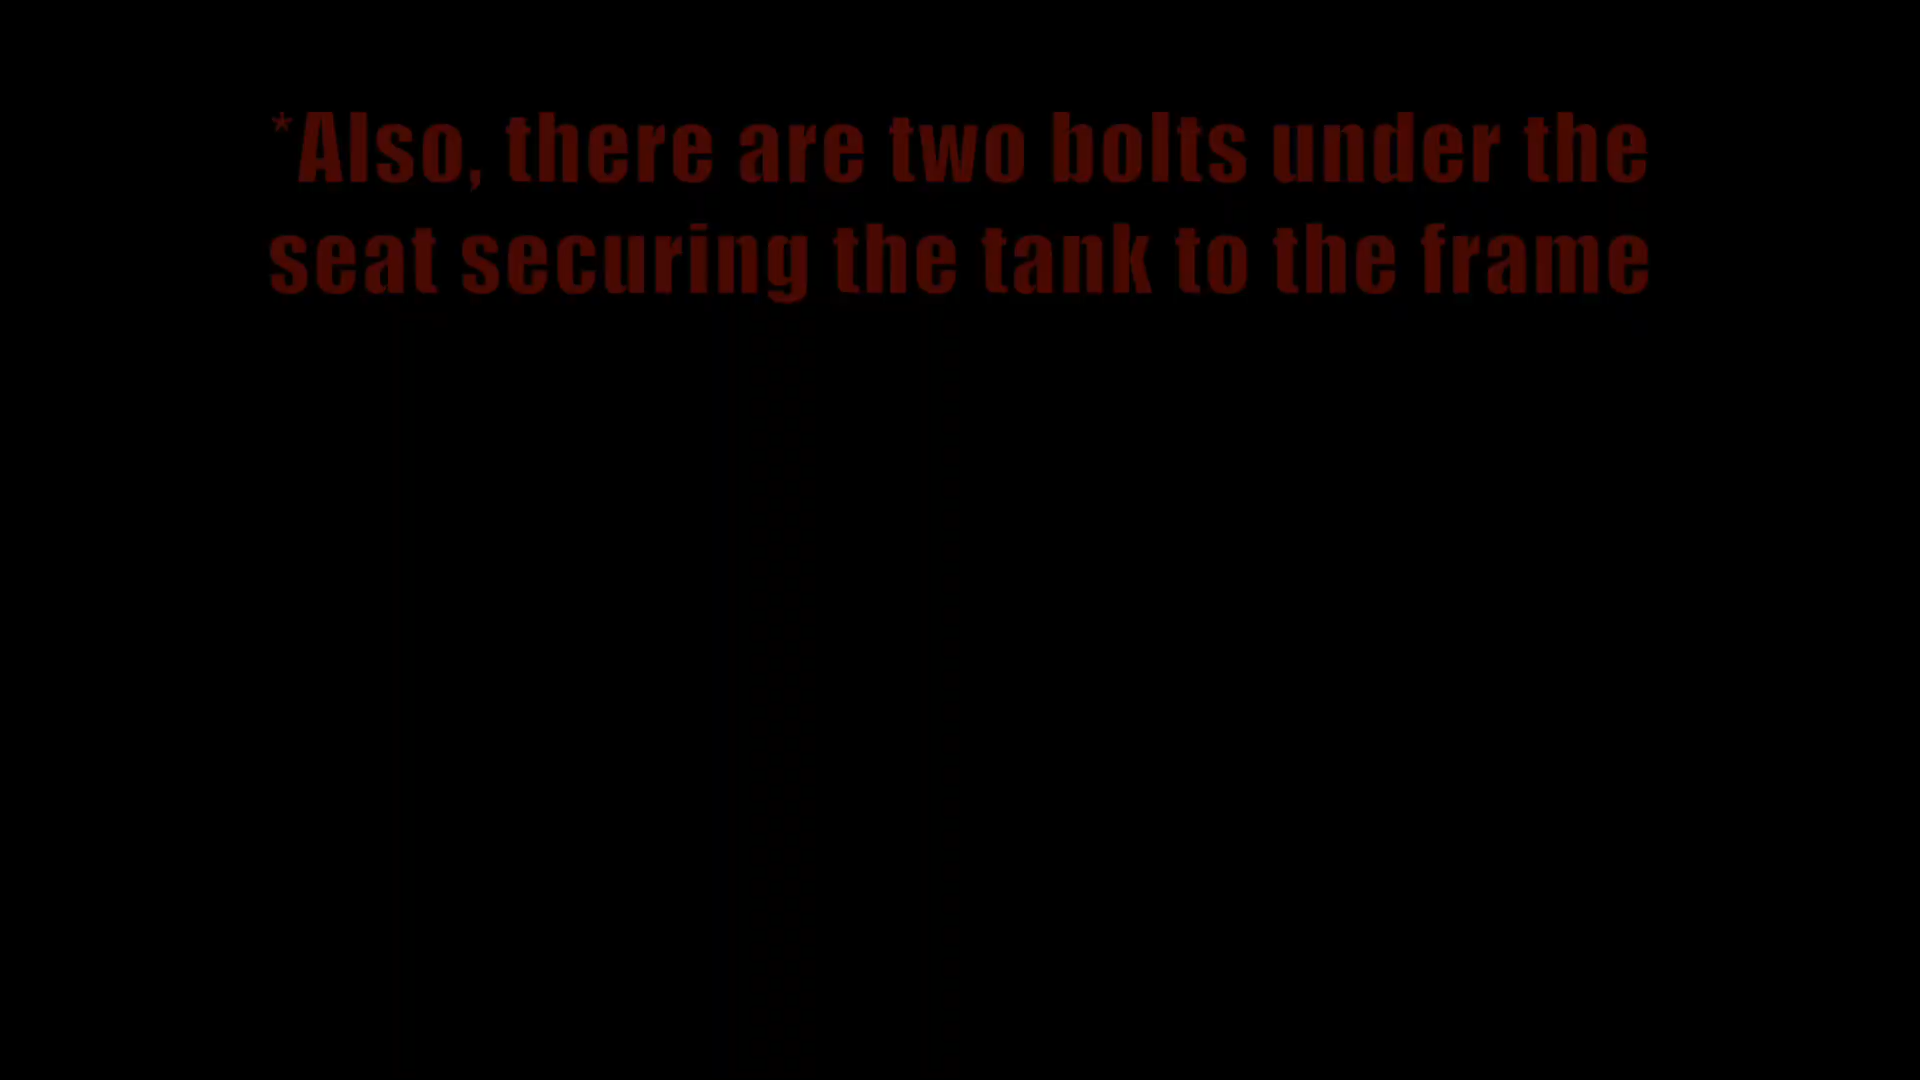 *Also, there are two bolts under the
seat securing the tank to the frame